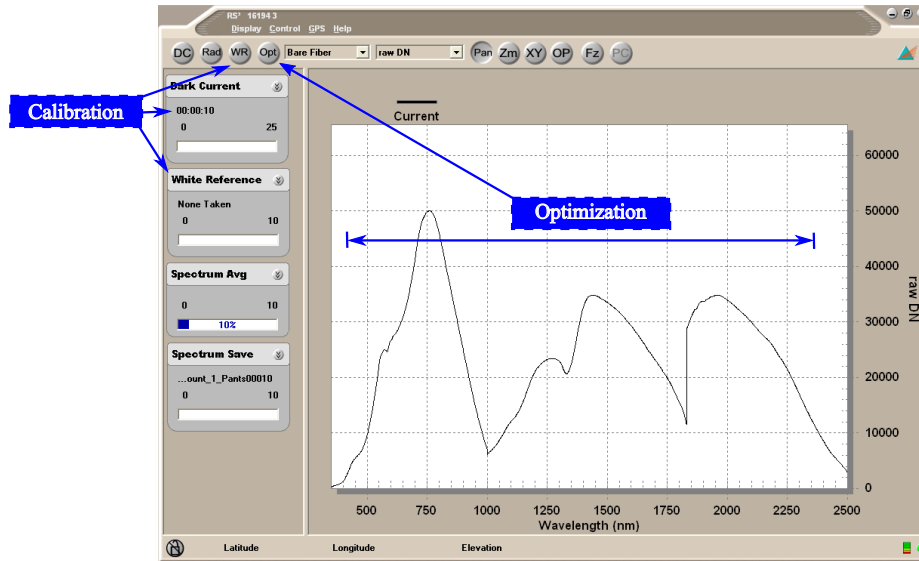 RS³ 16194 3
Display Control GPS Help
DC Rad WR Opt Bare Fiber raw DN Pan Zm XY OP Fz PC
Dark Current
00:00:10
0 25
Calibration
White Reference
None Taken
0 10
Spectrum Avg
0 10
10%
Spectrum Save
...ount_1_Pants00010
0 10
Current
Optimization
60000
50000
40000
30000
20000
10000
0
raw DN
500 750 1000 1250 1500 1750 2000 2250 2500
Wavelength (nm)
Latitude Longitude Elevation